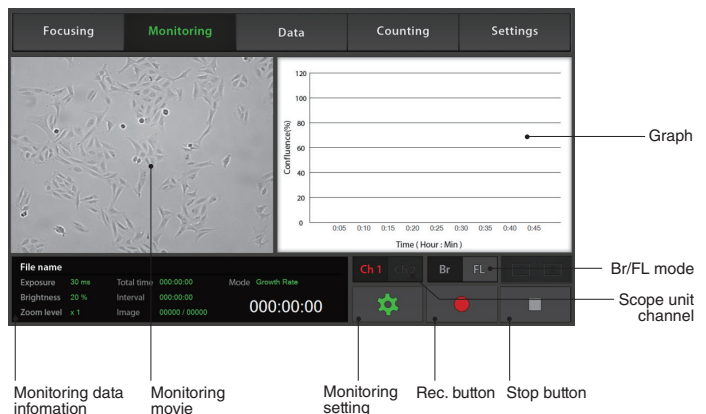 Focusing
Monitoring
Data
Counting
Settings
120
100
80
60
40
20
0
Confluence(%)
0:05 0:10 0:15 0:20 0:25 0:30 0:35 0:40 0:45
Time ( Hour : Min )
Graph
File name
Exposure 30 ms Total time 000:00:00 Mode Growth Rate
Brightness 20 % Interval 000:00:00
Zoom level x 1 Image 00000 / 00000
000:00:00
Ch 1 Ch 2
Br FL
Br/FL mode
Scope unit
channel
Monitoring data
infomation
Monitoring
movie
Monitoring
setting
Rec. button
Stop button